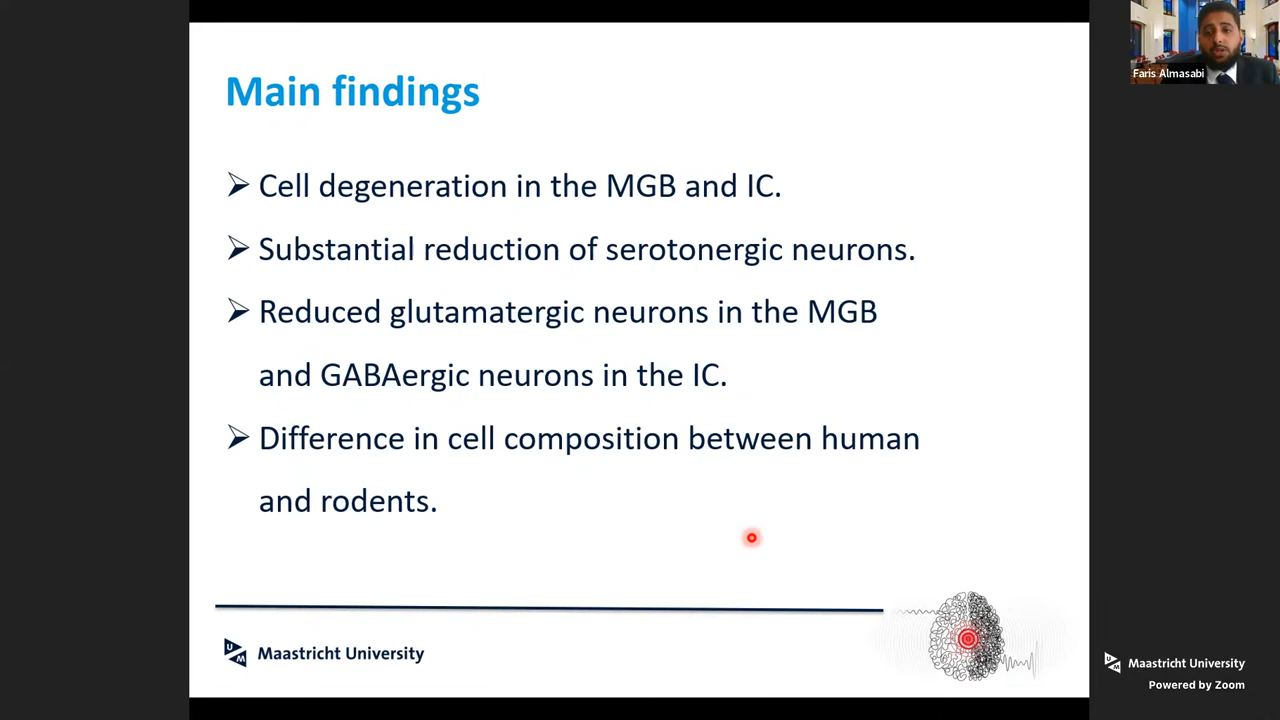 Main findings
Faris Almasabi
➢ Cell degeneration in the MGB and IC.
➢ Substantial reduction of serotonergic neurons.
➢ Reduced glutamatergic neurons in the MGB
and GABAergic neurons in the IC.
➢ Difference in cell composition between human
and rodents.
UM
Maastricht University
UM
Maastricht University
Powered by Zoom